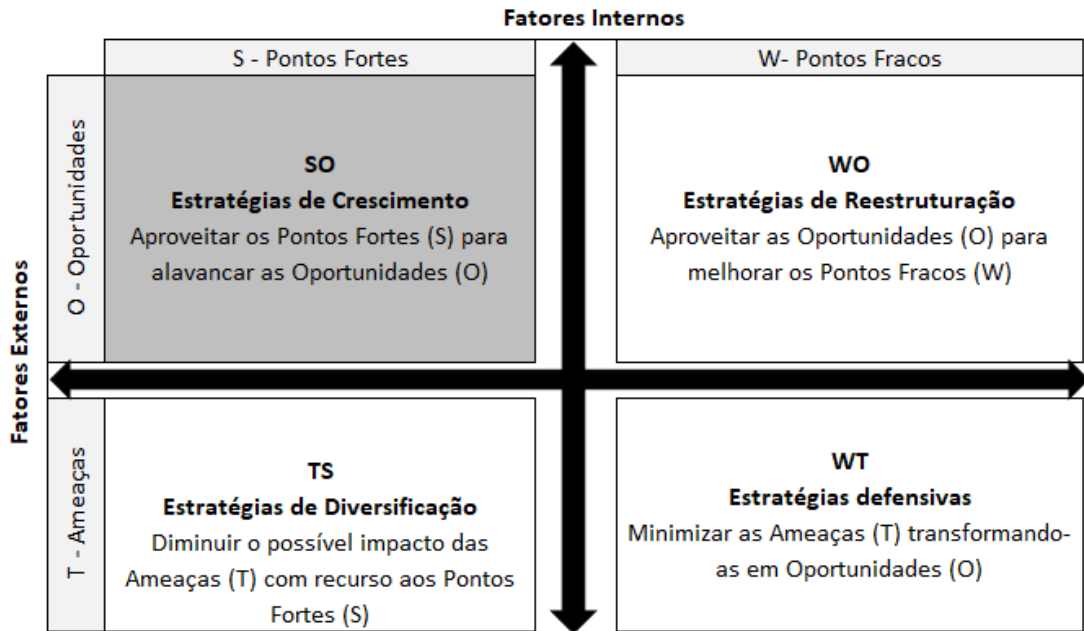 Fatores Internos
S - Pontos Fortes
W- Pontos Fracos
Fatores Externos
O - Oportunidades
SO
Estratégias de Crescimento
Aproveitar os Pontos Fortes (S) para
alavancar as Oportunidades (O)
WO
Estratégias de Reestruturação
Aproveitar as Oportunidades (O) para
melhorar os Pontos Fracos (W)
T - Ameaças
TS
Estratégias de Diversificação
Diminuir o possível impacto das
Ameaças (T) com recurso aos Pontos
Fortes (S)
WT
Estratégias defensivas
Minimizar as Ameaças (T) transformando-
as em Oportunidades (O)